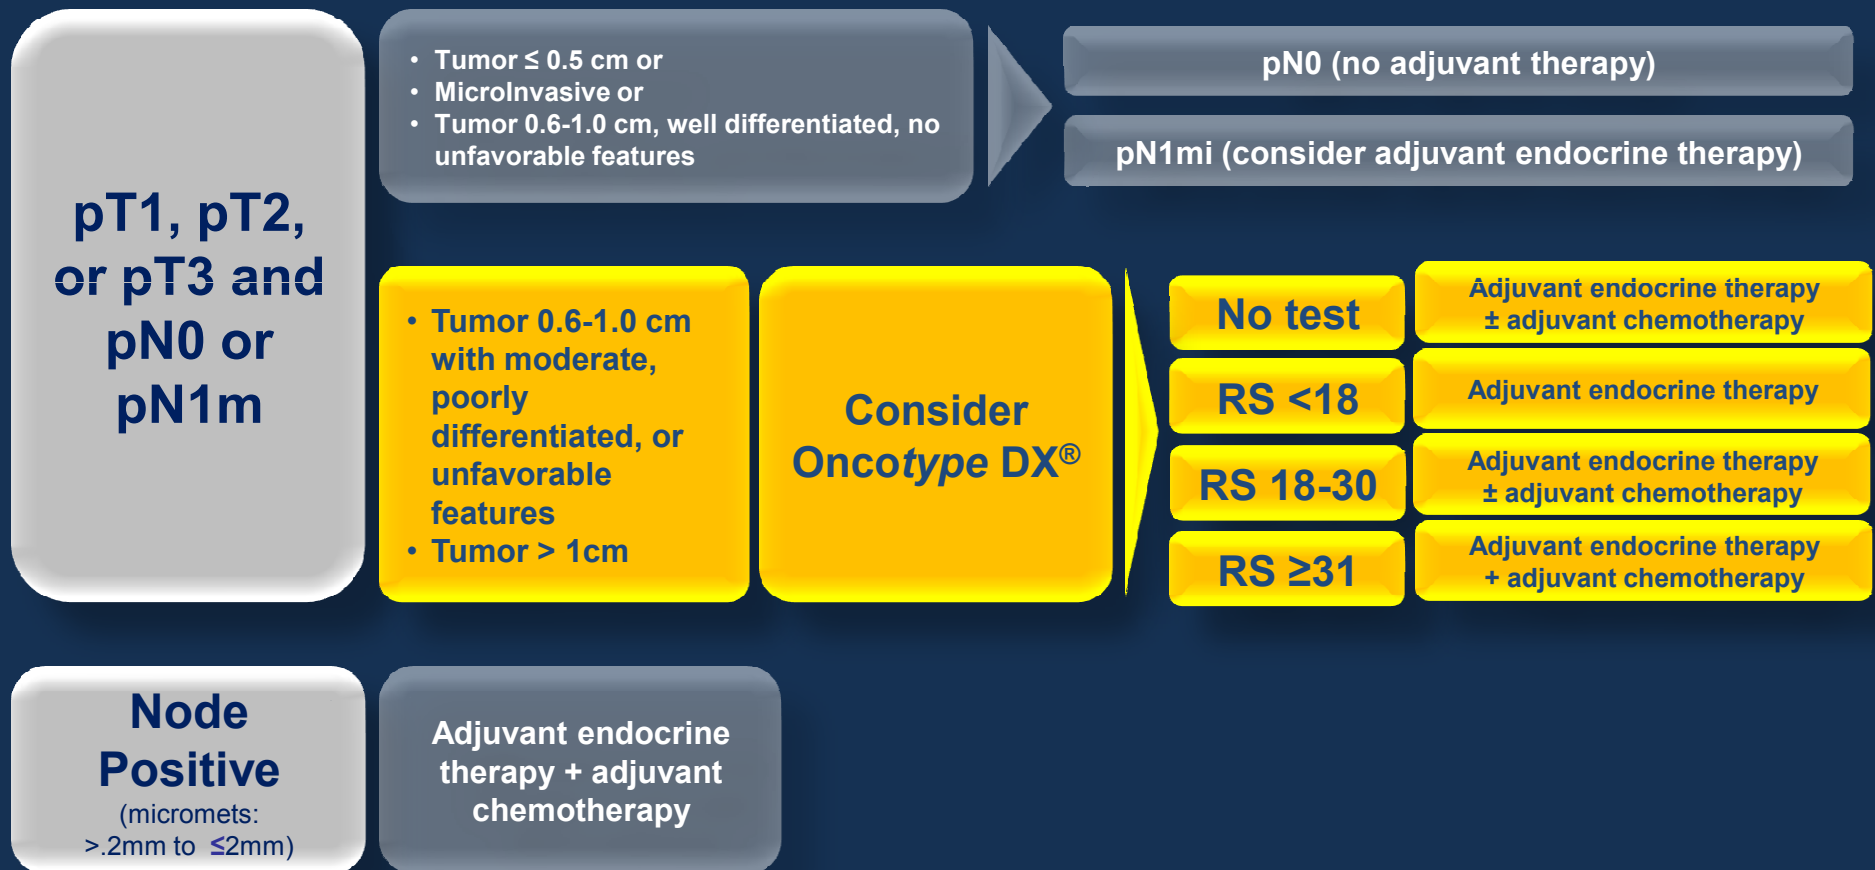 pT1, pT2,
or pT3 and
pN0 or
pN1m
• Tumor ≤ 0.5 cm or
• MicroInvasive or
• Tumor 0.6-1.0 cm, well differentiated, no
unfavorable features
pN0 (no adjuvant therapy)
pN1mi (consider adjuvant endocrine therapy)
• Tumor 0.6-1.0 cm
with moderate,
poorly
differentiated, or
unfavorable
features
• Tumor > 1cm
Consider
Oncotype DX®
No test
Adjuvant endocrine therapy
± adjuvant chemotherapy
RS <18
Adjuvant endocrine therapy
RS 18-30
Adjuvant endocrine therapy
± adjuvant chemotherapy
RS ≥31
Adjuvant endocrine therapy
+ adjuvant chemotherapy
Node
Positive
(micromets:
>.2mm to ≤2mm)
Adjuvant endocrine
therapy + adjuvant
chemotherapy